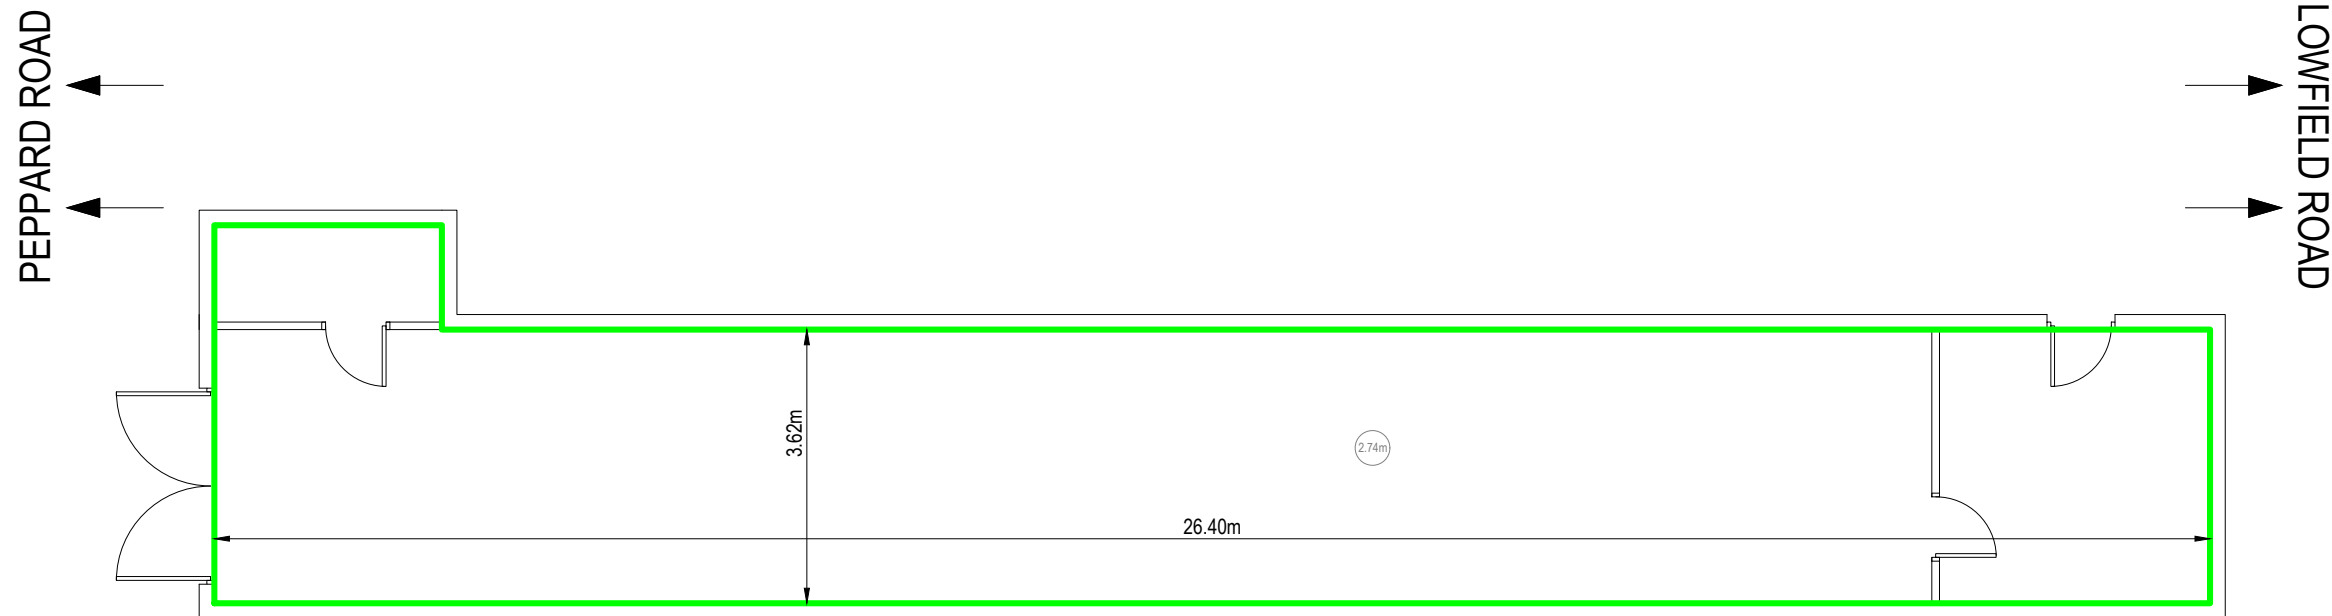 PEPPARD ROAD
LOWFIELD ROAD
3.62m
2.74m
26.40m